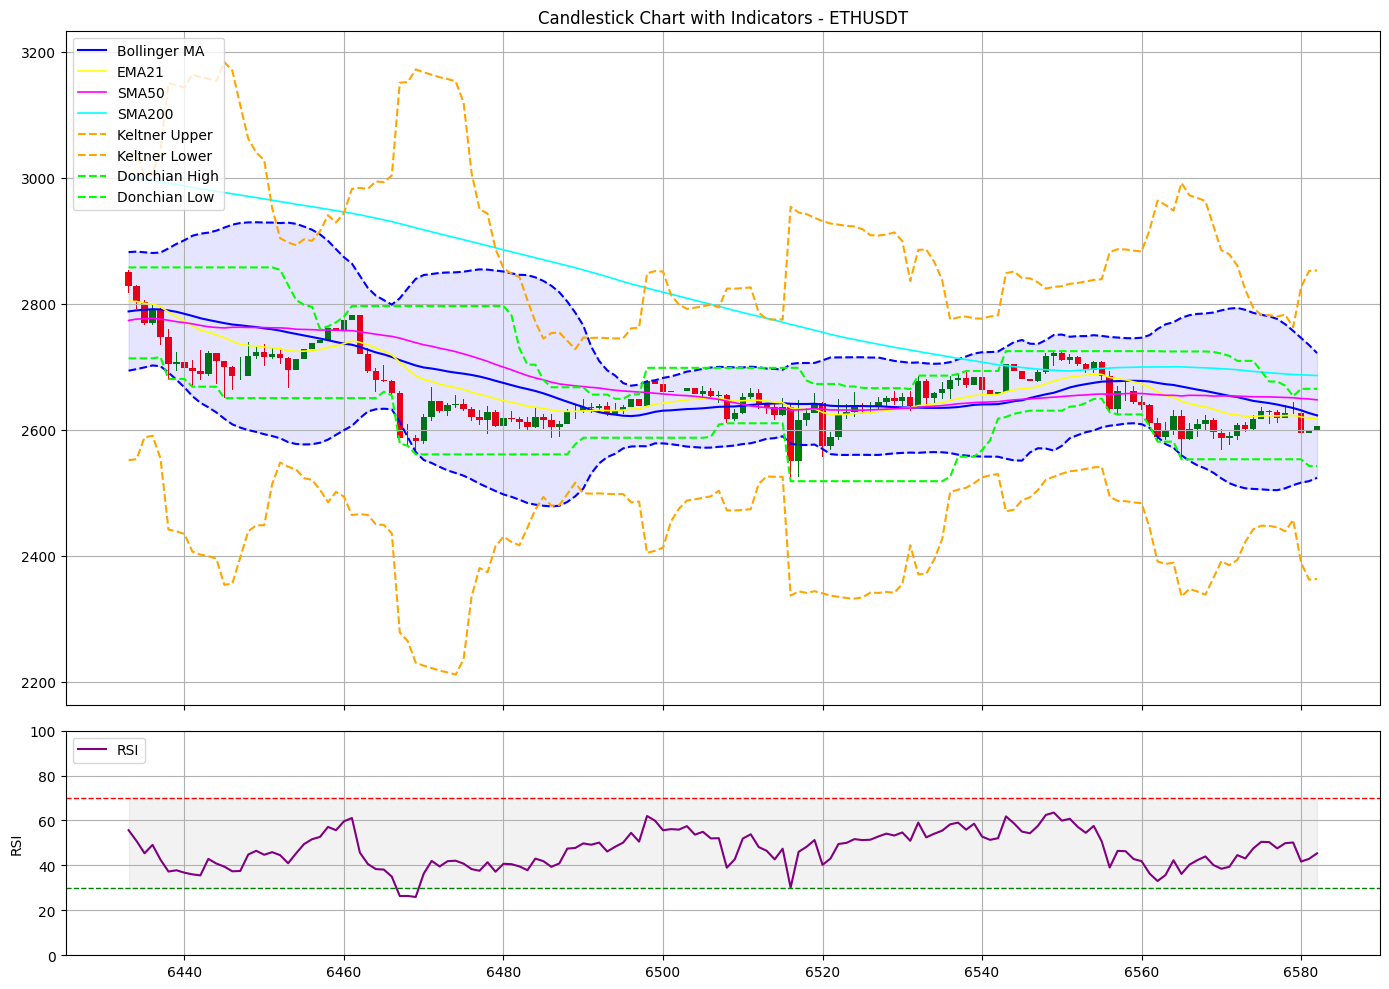 Candlestick Chart with Indicators - ETHUSDT
3200
3000
2800
2600
2400
2200
Bollinger MA
EMA21
SMA50
SMA200
Keltner Upper
Keltner Lower
Donchian High
Donchian Low
100
80
60
40
20
0
RSI
RSI
6440 6460 6480 6500 6520 6540 6560 6580